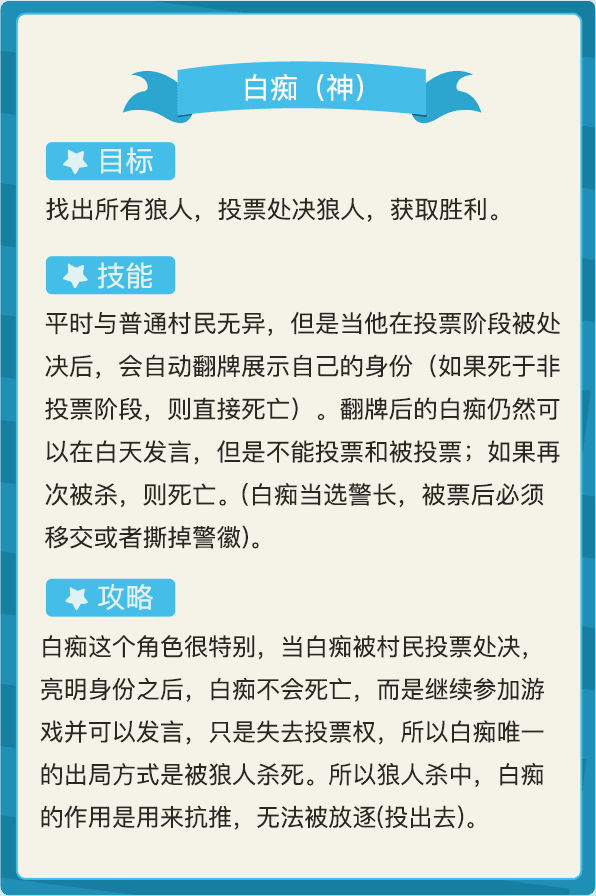 白痴（神）
目标
找出所有狼人，投票处决狼人，获取胜利。
技能
平时与普通村民无异，但是当他在投票阶段被处
决后，会自动翻牌展示自己的身份（如果死于非
投票阶段，则直接死亡）。翻牌后的白痴仍然可
以在白天发言，但是不能投票和被投票；如果再
次被杀，则死亡。(白痴当选警长，被票后必须
移交或者撕掉警徽)。
攻略
白痴这个角色很特别，当白痴被村民投票处决，
亮明身份之后，白痴不会死亡，而是继续参加游
戏并可以发言，只是失去投票权，所以白痴唯一
的出局方式是被狼人杀死。所以狼人杀中，白痴
的作用是用来抗推，无法被放逐(投出去)。